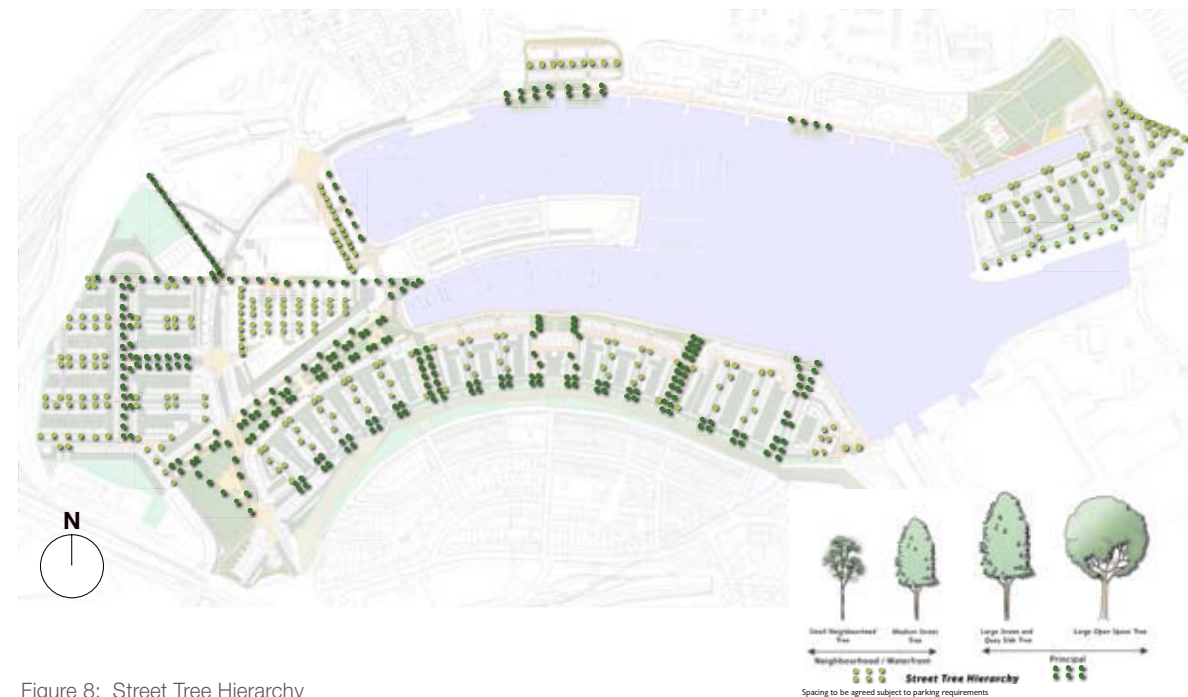 N
Small Neighbourhood
Tree
Medium Street
Tree
Large Street and
Quay Side Tree
Large Open Space Tree
Neighbourhood / Waterfront
Principal
Street Tree Hierarchy
Spacing to be agreed subject to parking requirements
Figure 8: Street Tree Hierarchy